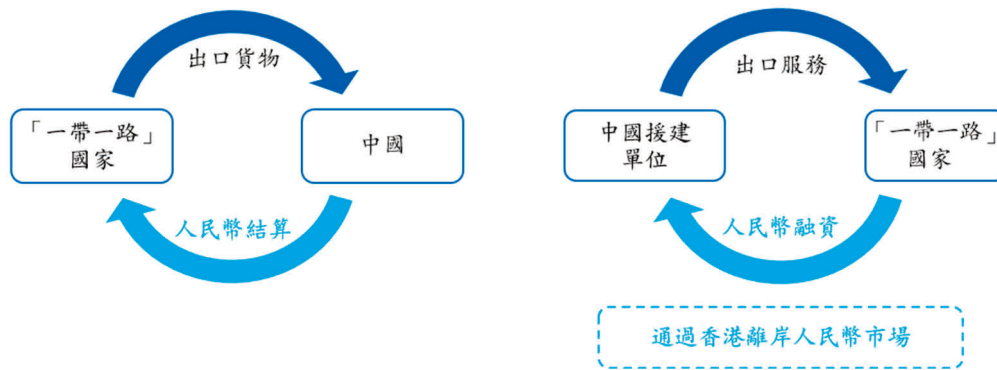 出口貨物
「一帶一路」
國家
中國
人民幣結算
出口服務
中國援建
單位
「一帶一路」
國家
人民幣融資
通過香港離岸人民幣市場